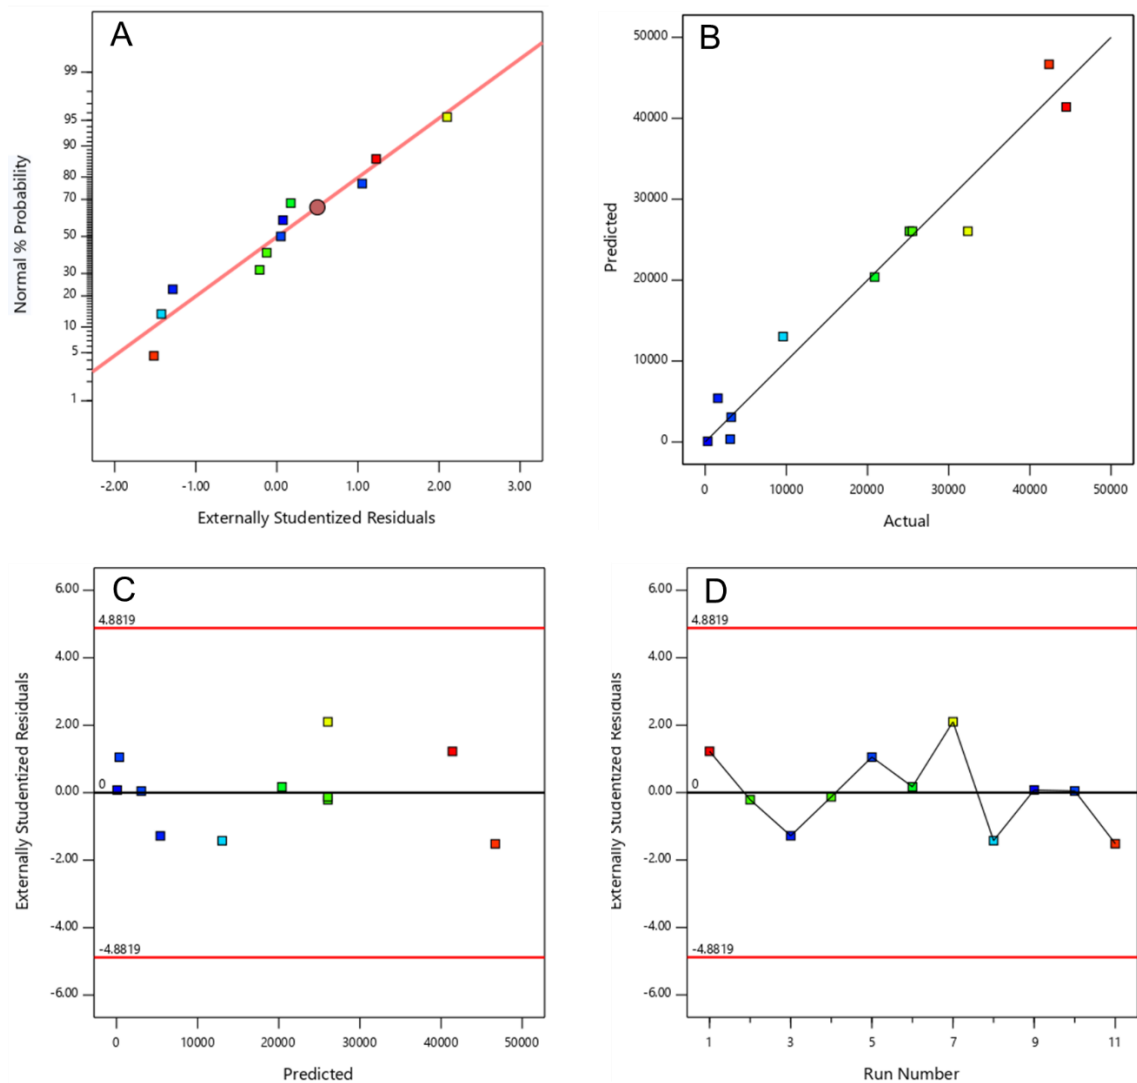 A
Normal % Probability
99
95
90
80
70
50
30
20
10
5
1
-2.00 -1.00 0.00 1.00 2.00 3.00
Externally Studentized Residuals
B
Predicted
50000
40000
30000
20000
10000
0
0 10000 20000 30000 40000 50000
Actual
C
Externally Studentized Residuals
6.00
4.8819
4.00
2.00
0
0.00
-2.00
-4.00
-4.8819
-6.00
0 10000 20000 30000 40000 50000
Predicted
D
Externally Studentized Residuals
6.00
4.8819
4.00
2.00
0
0.00
-2.00
-4.00
-4.8819
-6.00
1 3 5 7 9 11
Run Number